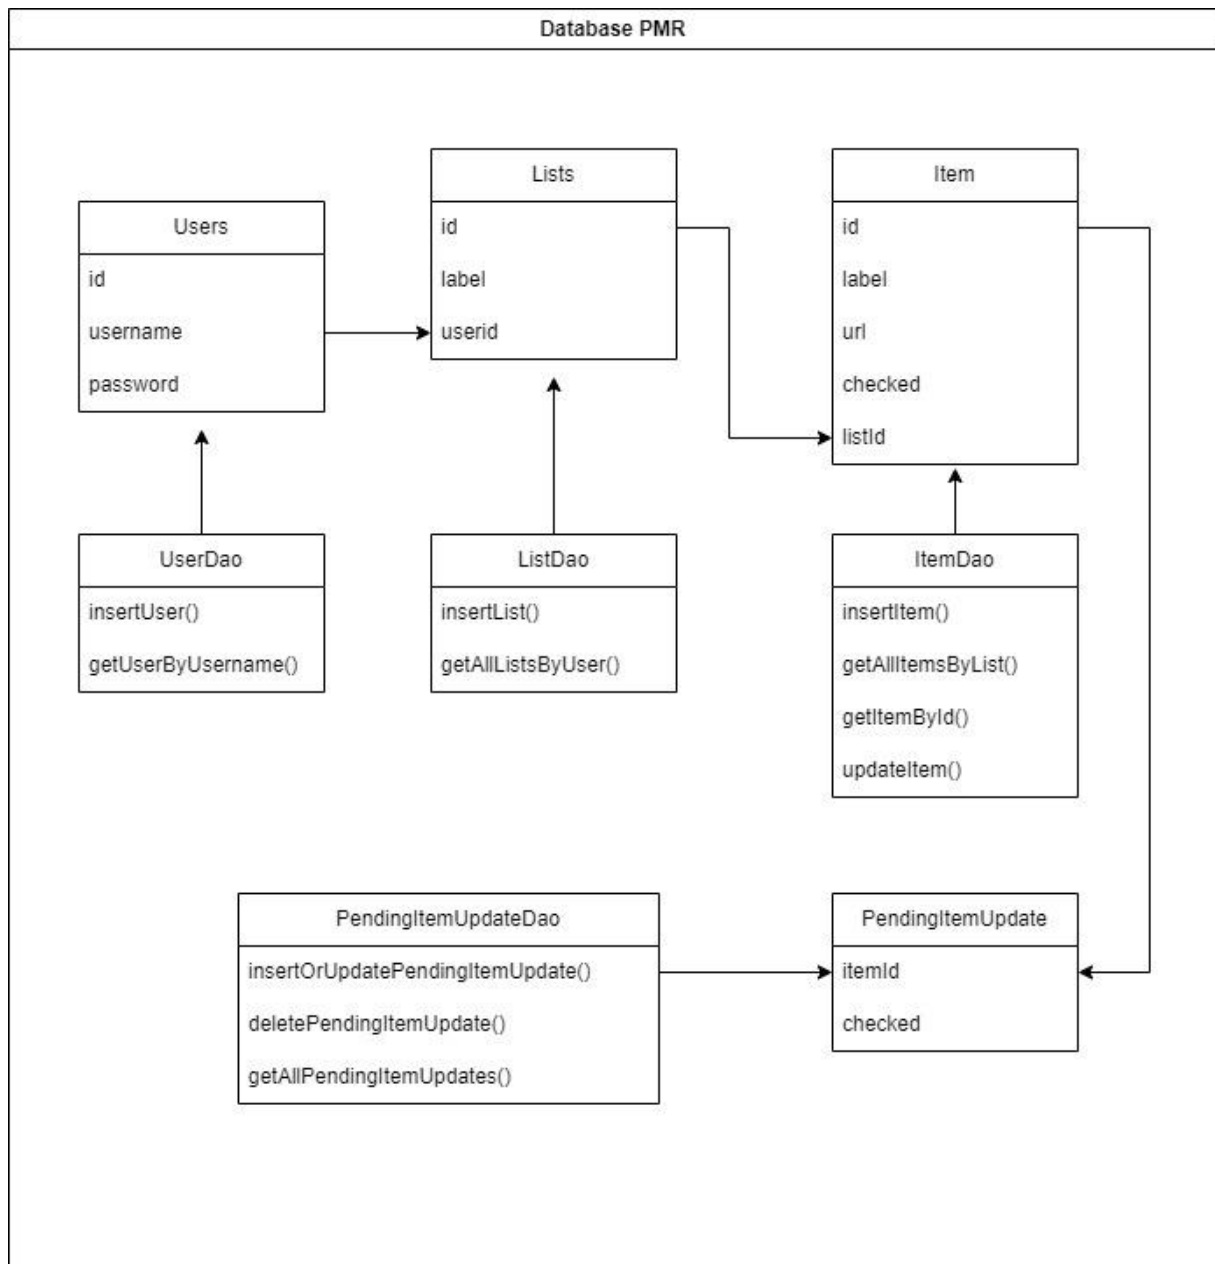 Database PMR
Users
id
username
password
Lists
id
label
userid
Item
id
label
url
checked
listId
UserDao
insertUser()
getUserByUsername()
ListDao
insertList()
getAllListsByUser()
ItemDao
insertItem()
getAllItemsByList()
getItemById()
updateItem()
PendingItemUpdateDao
insertOrUpdatePendingItemUpdate()
deletePendingItemUpdate()
getAllPendingItemUpdates()
PendingItemUpdate
itemId
checked